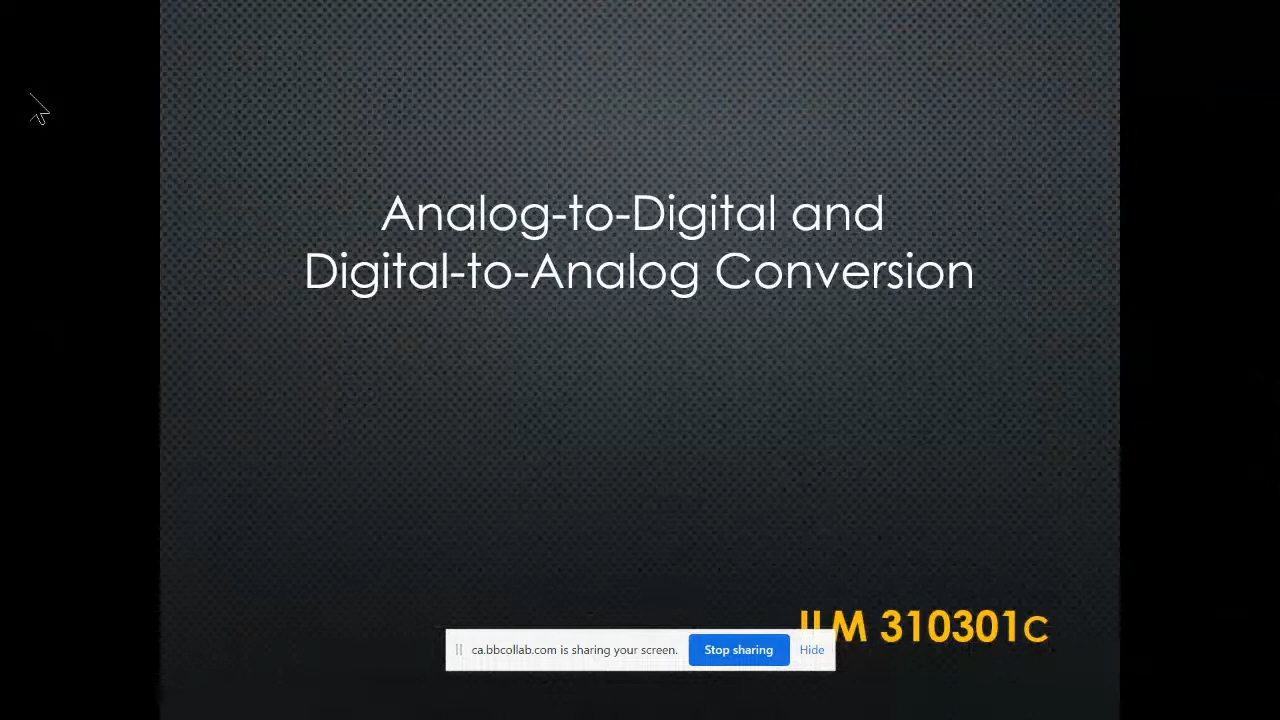 Analog-to-Digital and
Digital-to-Analog Conversion
ILM 310301c
ca.bbcollab.com is sharing your screen. Stop sharing Hide